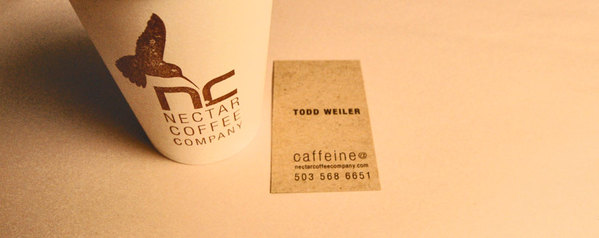 nc
NECTAR
COFFEE
COMPANY
TODD WEILER
caffeine@
nectarcoffeecompany.com
503 568 6651